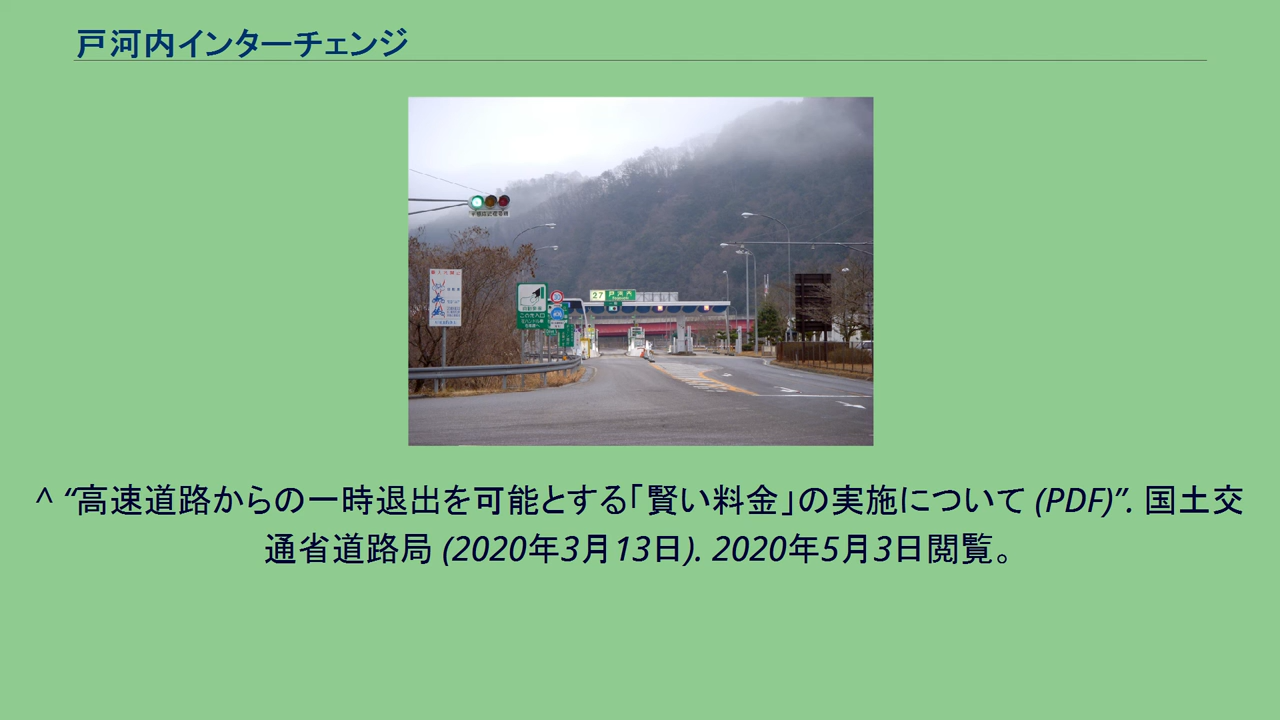 戸河内インターチェンジ
27 戸河内
^ “高速道路からの一時退出を可能とする「賢い料金」の実施について (PDF)”. 国土交
通省道路局 (2020年3月13日). 2020年5月3日閲覧。